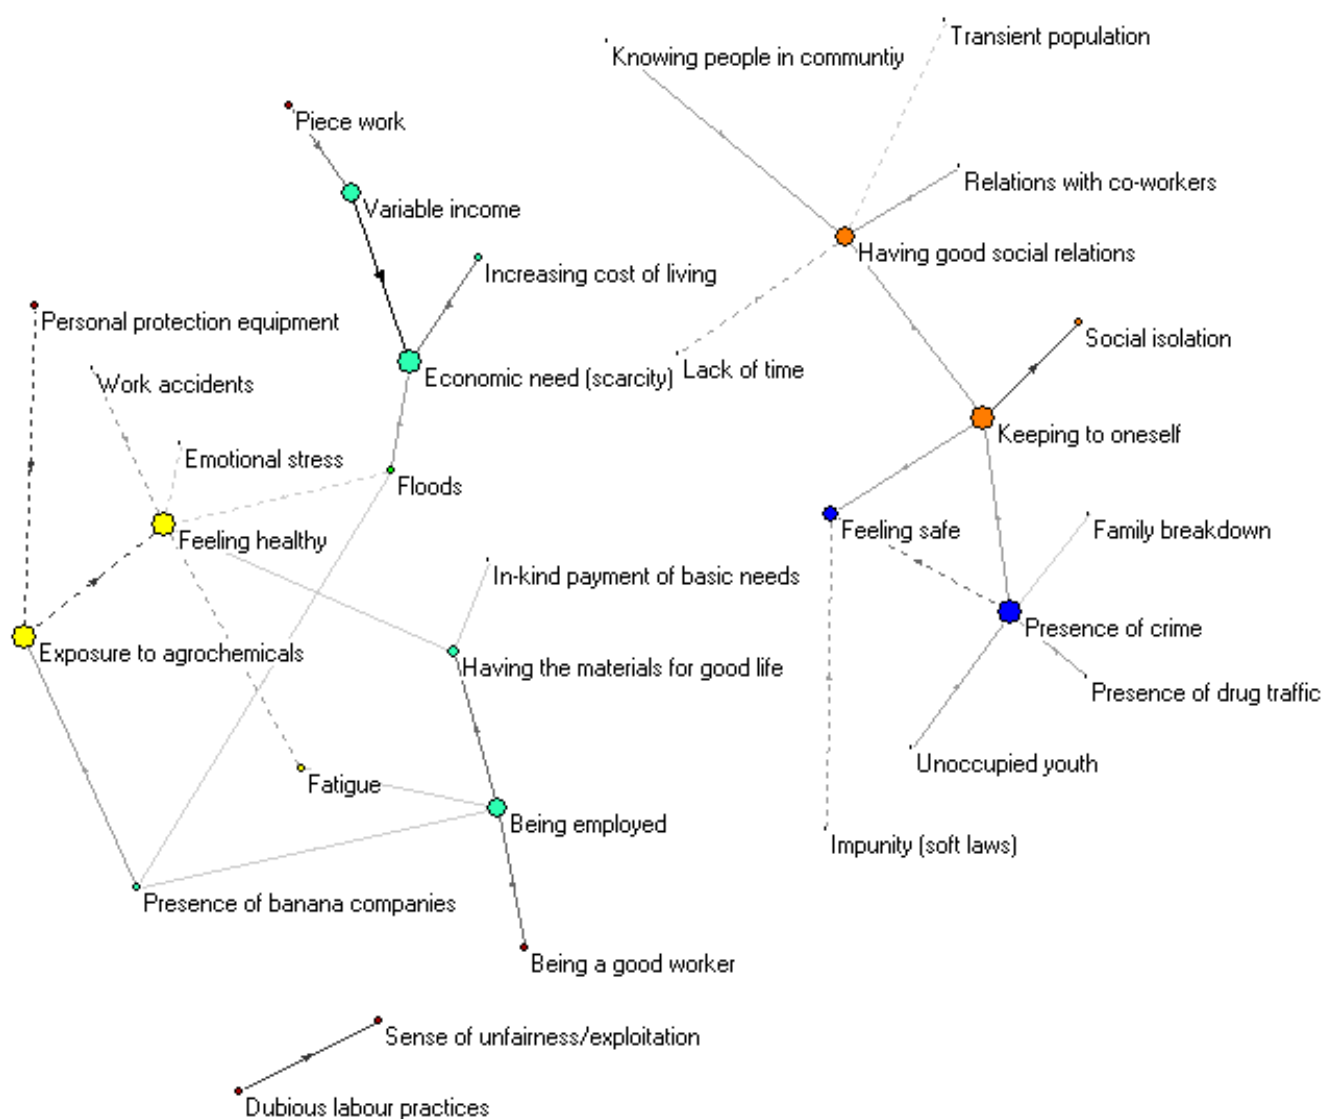 Transient population
Knowing people in communtiy
Piece work
Relations with co-workers
Variable income
Having good social relations
Increasing cost of living
Personal protection equipment
Social isolation
Lack of time
Economic need (scarcity)
Work accidents
Keeping to oneself
Emotional stress
Floods
Feeling safe
Family breakdown
Feeling healthy
In-kind payment of basic needs
Presence of crime
Exposure to agrochemicals
Having the materials for good life
Presence of drug traffic
Unoccupied youth
Fatigue
Being employed
Impunity (soft laws)
Presence of banana companies
Being a good worker
Sense of unfairness/exploitation
Dubious labour practices